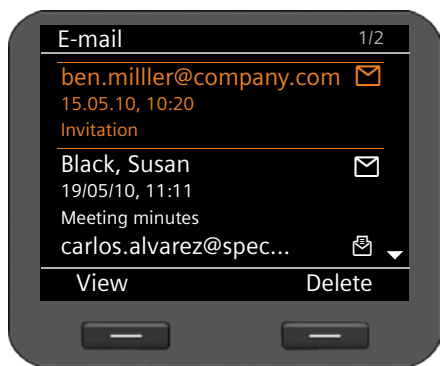 E-mail 1/2
ben.milller@company.com
15.05.10, 10:20
Invitation
Black, Susan
19/05/10, 11:11
Meeting minutes
carlos.alvarez@spec...
View Delete